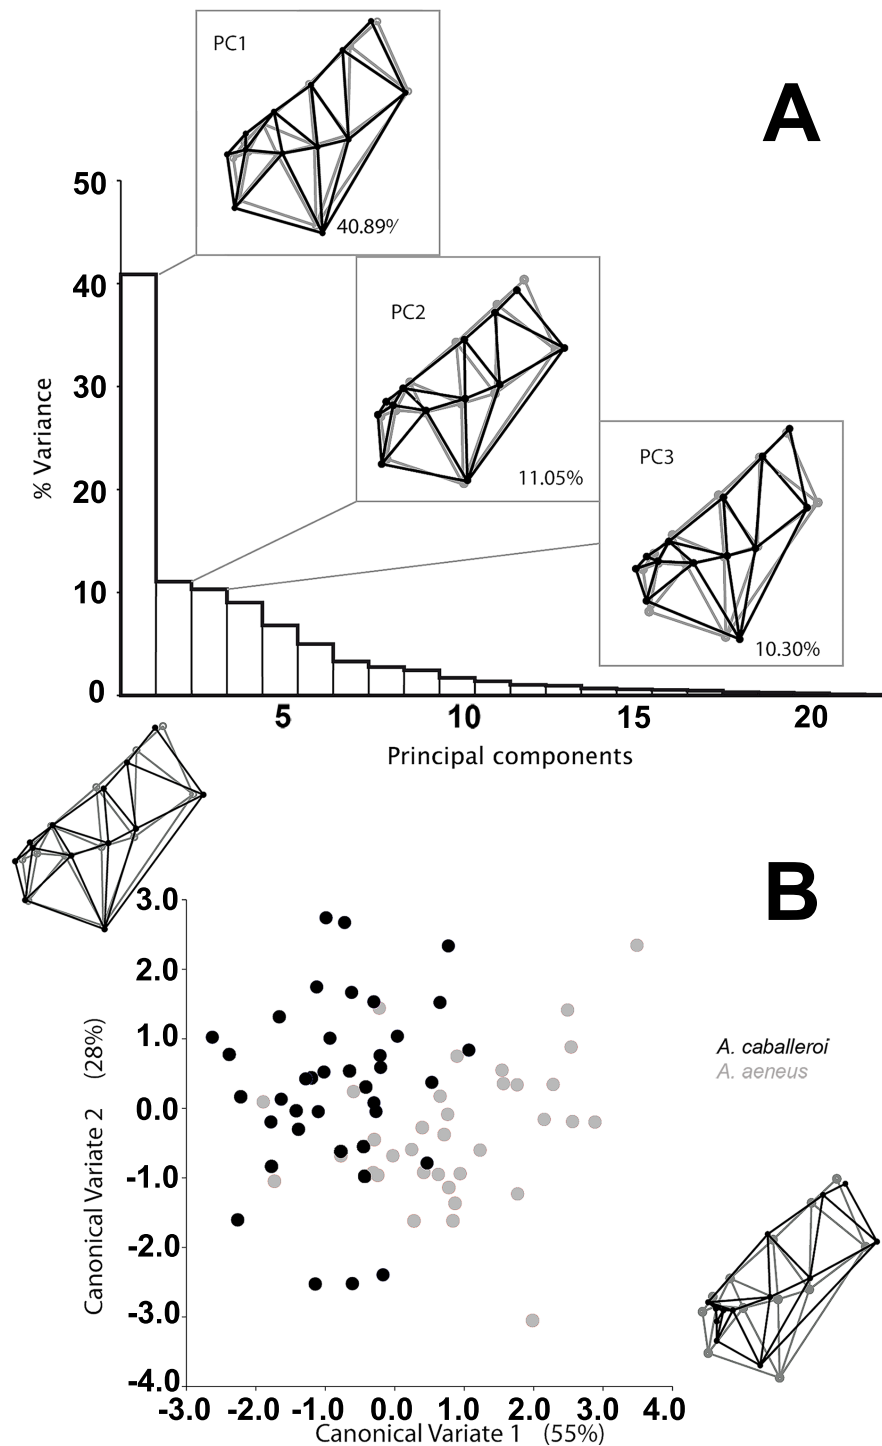 PC1
A
40.89%
50
40
30
20
10
0
% Variance
PC2
11.05%
PC3
10.30%
5
10
15
20
Principal components
B
3.0
2.0
1.0
0.0
-1.0
-2.0
-3.0
-4.0
Canonical Variate 2 (28%)
A. caballeroi
A. aeneus
-3.0 -2.0 -1.0 0.0 1.0 2.0 3.0 4.0
Canonical Variate 1 (55%)